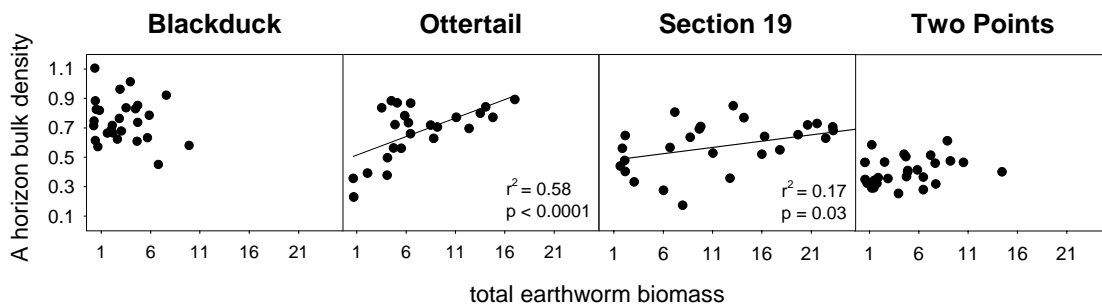 Blackduck Ottertail Section 19 Two Points
A horizon bulk density
1.1
0.9
0.7
0.5
0.3
0.1
r² = 0.58
p < 0.0001
r² = 0.17
p = 0.03
1 6 11 16 21 1 6 11 16 21 1 6 11 16 21 1 6 11 16 21
total earthworm biomass